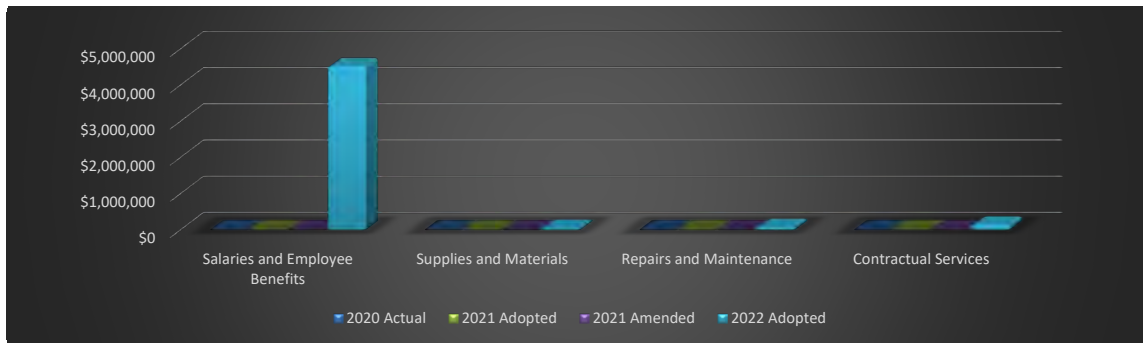 $5,000,000
$4,000,000
$3,000,000
$2,000,000
$1,000,000
$0
Salaries and Employee
Benefits
Supplies and Materials
Repairs and Maintenance
Contractual Services
2020 Actual
2021 Adopted
2021 Amended
2022 Adopted